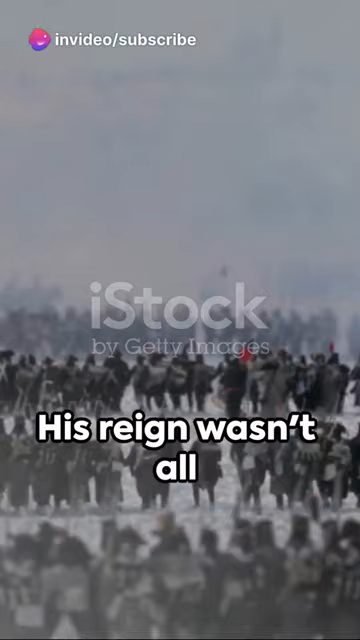 invideo/subscribe
iStock
by Getty Images
His reign wasn't
all